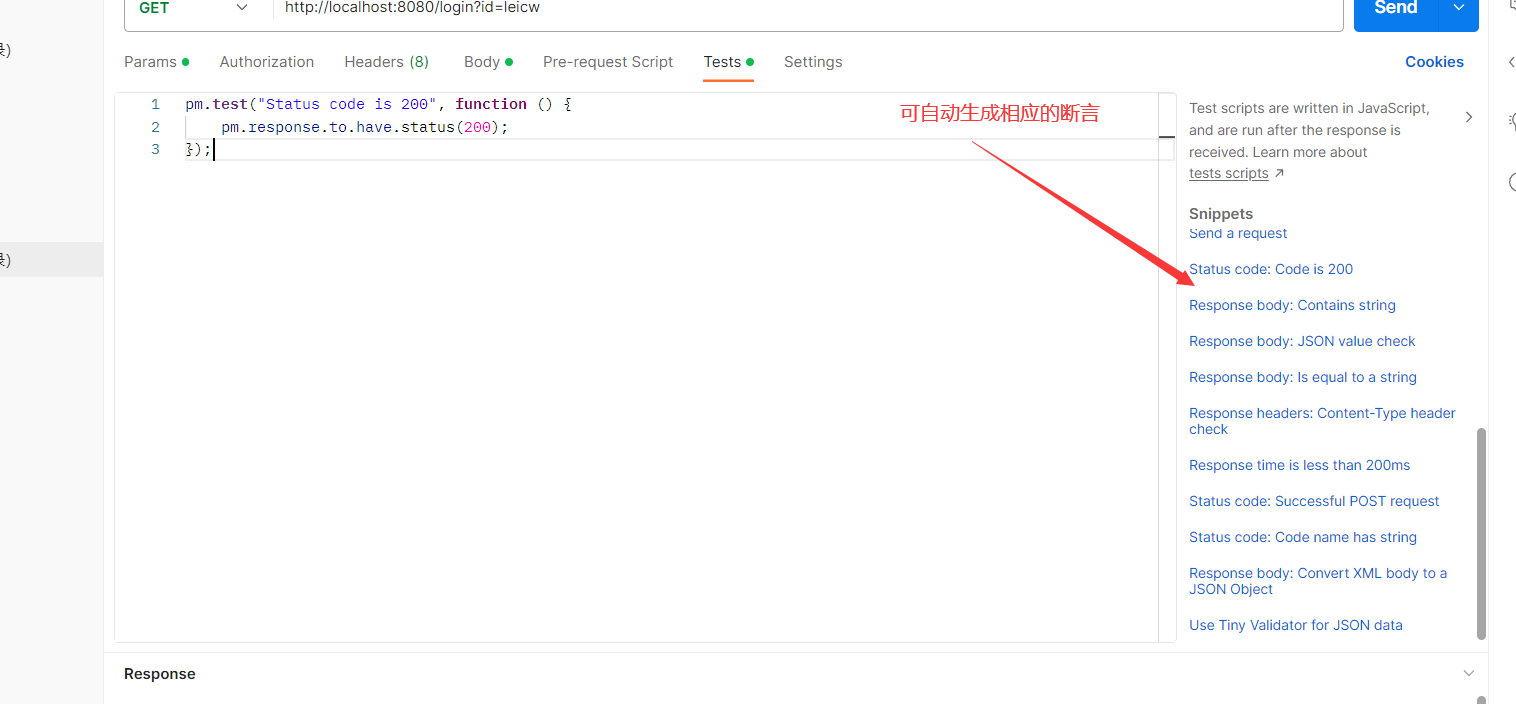 GET
http://localhost:8080/login?id=leicw
Send
Params
Authorization
Headers (8)
Body
Pre-request Script
Tests
Settings
Cookies
录)
录)
1 pm.test("Status code is 200", function () {
2 pm.response.to.have.status(200);
3 });
可自动生成相应的断言
Test scripts are written in JavaScript,
and are run after the response is
received. Learn more about
tests scripts ↗
Snippets
Send a request
Status code: Code is 200
Response body: Contains string
Response body: JSON value check
Response body: Is equal to a string
Response headers: Content-Type header
check
Response time is less than 200ms
Status code: Successful POST request
Status code: Code name has string
Response body: Convert XML body to a
JSON Object
Use Tiny Validator for JSON data
Response